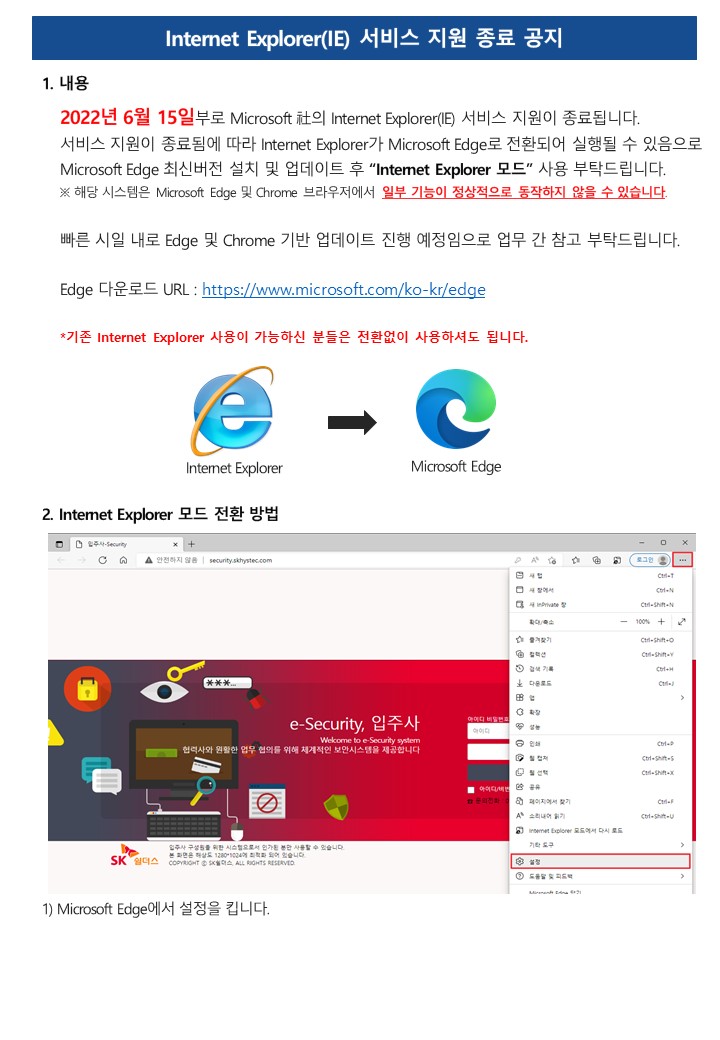 Internet Explorer(IE) 서비스 지원 종료 공지
1. 내용
2022년 6월 15일부로 Microsoft 社의 Internet Explorer(IE) 서비스 지원이 종료됩니다.
서비스 지원이 종료됨에 따라 Internet Explorer가 Microsoft Edge로 전환되어 실행될 수 있음으로
Microsoft Edge 최신버전 설치 및 업데이트 후 “Internet Explorer 모드” 사용 부탁드립니다.
※ 해당 시스템은 Microsoft Edge 및 Chrome 브라우저에서 일부 기능이 정상적으로 동작하지 않을 수 있습니다.
빠른 시일 내로 Edge 및 Chrome 기반 업데이트 진행 예정임으로 업무 간 참고 부탁드립니다.
Edge 다운로드 URL : https://www.microsoft.com/ko-kr/edge
*기존 Internet Explorer 사용이 가능하신 분들은 전환없이 사용하셔도 됩니다.
Internet Explorer
Microsoft Edge
2. Internet Explorer 모드 전환 방법
입주사-Security
안전하지 않음 | security.skhystec.com
로그인
새 탭 Ctrl+T
새 창에서 Ctrl+N
새 InPrivate 창 Ctrl+Shift+N
확대/축소 100%
즐겨찾기 Ctrl+Shift+O
컬렉션 Ctrl+Shift+Y
검색 기록 Ctrl+H
다운로드 Ctrl+J
앱
확장
성능
인쇄 Ctrl+P
웹 캡처 Ctrl+Shift+S
웹 선택 Ctrl+Shift+X
공유
페이지에서 찾기 Ctrl+F
소리내어 읽기 Ctrl+Shift+U
Internet Explorer 모드에서 다시 로드
기타 도구
설정
도움말 및 피드백
Microsoft Edge 닫기
***...
e-Security, 입주사
Welcome to e-Security system
협력사와 원활한 업무 협의를 위해 체계적인 보안시스템을 제공합니다
아이디 비밀번호
아이디
아이디/비번
SK 쉴더스
입주사 구성원을 위한 시스템으로서 인가된 분만 사용할 수 있습니다.
본 화면은 해상도 1280*1024에 최적화 되어 있습니다.
COPYRIGHT ⓒ SK쉴더스, ALL RIGHTS RESERVED.
1) Microsoft Edge에서 설정을 킵니다.